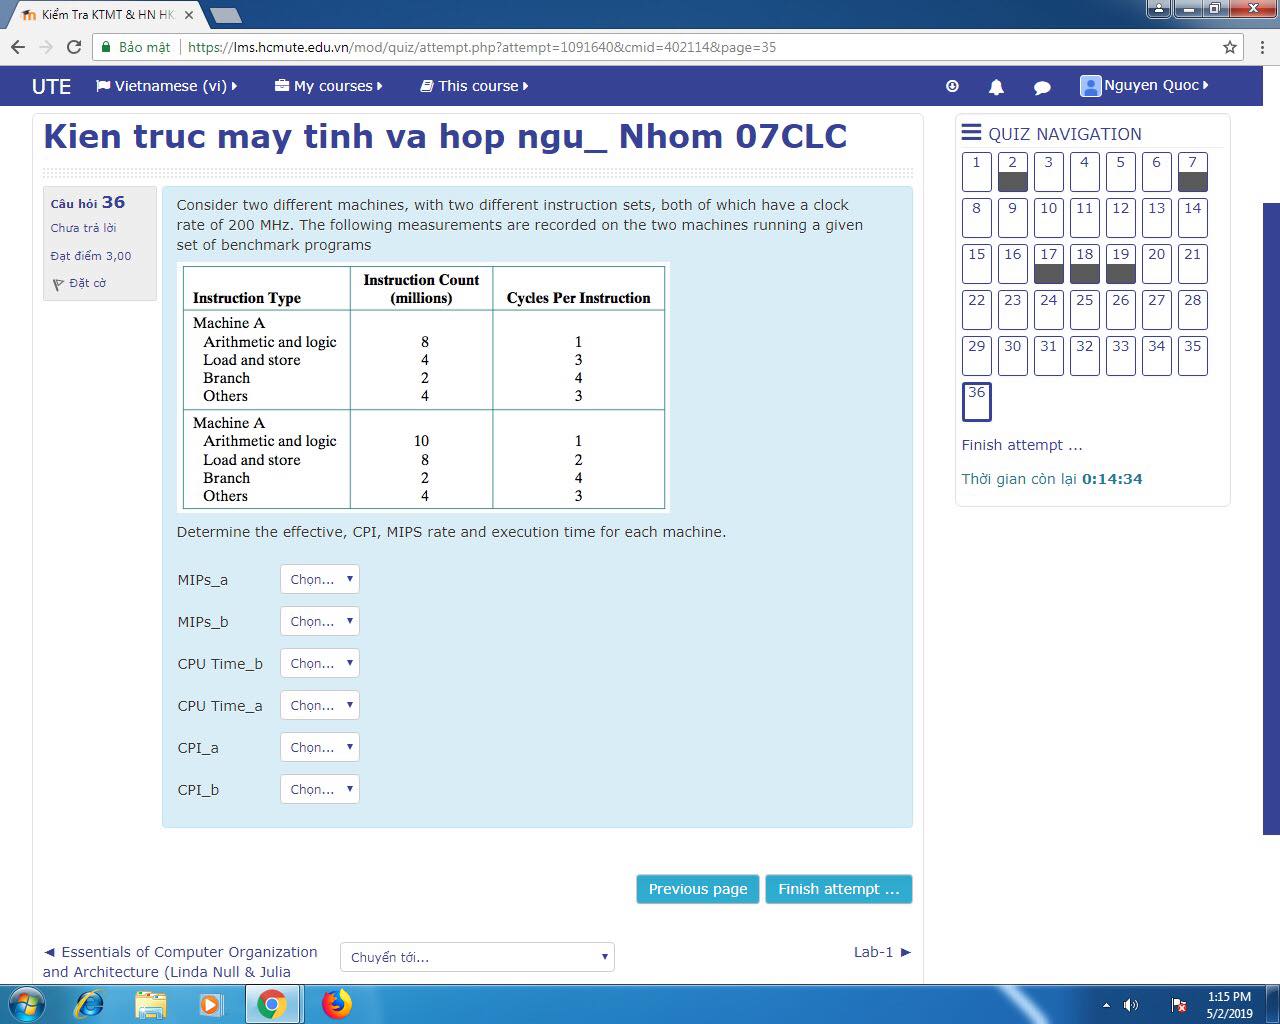 Kiểm Tra KTMT & HN HK
Bảo mật https://lms.hcmute.edu.vn/mod/quiz/attempt.php?attempt=1091640&cmid=402114&page=35
UTE Vietnamese (vi) My courses This course Nguyen Quoc
Kien truc may tinh va hop ngu_ Nhom 07CLC
Câu hỏi 36
Chưa trả lời
Đạt điểm 3,00
Đặt cờ
Consider two different machines, with two different instruction sets, both of which have a clock
rate of 200 MHz. The following measurements are recorded on the two machines running a given
set of benchmark programs
Instruction Type Instruction Count (millions) Cycles Per Instruction
Machine A
Arithmetic and logic 8 1
Load and store 4 3
Branch 2 4
Others 4 3
Machine A
Arithmetic and logic 10 1
Load and store 8 2
Branch 2 4
Others 4 3
Determine the effective, CPI, MIPS rate and execution time for each machine.
MIPs_a Chọn...
MIPs_b Chọn...
CPU Time_b Chọn...
CPU Time_a Chọn...
CPI_a Chọn...
CPI_b Chọn...
Previous page Finish attempt ...
◄ Essentials of Computer Organization
and Architecture (Linda Null & Julia
Chuyển tới...
Lab-1 ►
QUIZ NAVIGATION
1 2 3 4 5 6 7
8 9 10 11 12 13 14
15 16 17 18 19 20 21
22 23 24 25 26 27 28
29 30 31 32 33 34 35
36
Finish attempt ...
Thời gian còn lại 0:14:34
1:15 PM
5/2/2019